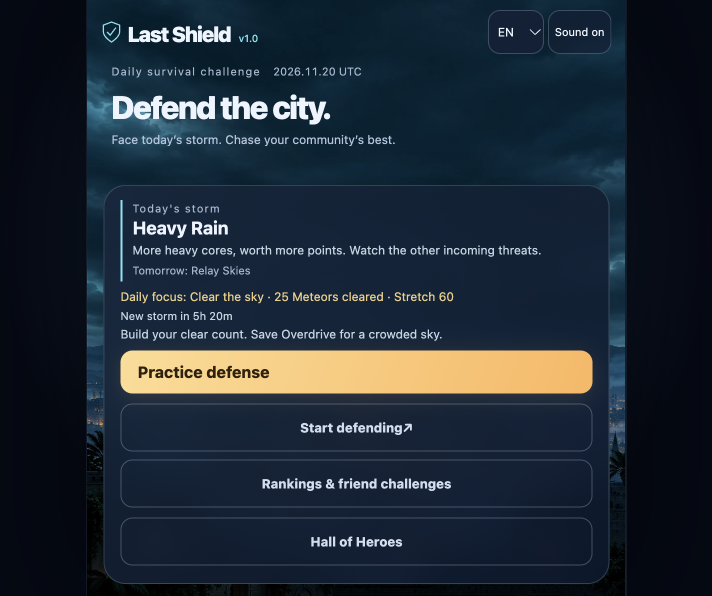 Last Shield v1.0
EN
Sound on
Daily survival challenge 2026.11.20 UTC
Defend the city.
Face today’s storm. Chase your community’s best.
Today's storm
Heavy Rain
More heavy cores, worth more points. Watch the other incoming threats.
Tomorrow: Relay Skies
Daily focus: Clear the sky · 25 Meteors cleared · Stretch 60
New storm in 5h 20m
Build your clear count. Save Overdrive for a crowded sky.
Practice defense
Start defending↗
Rankings & friend challenges
Hall of Heroes